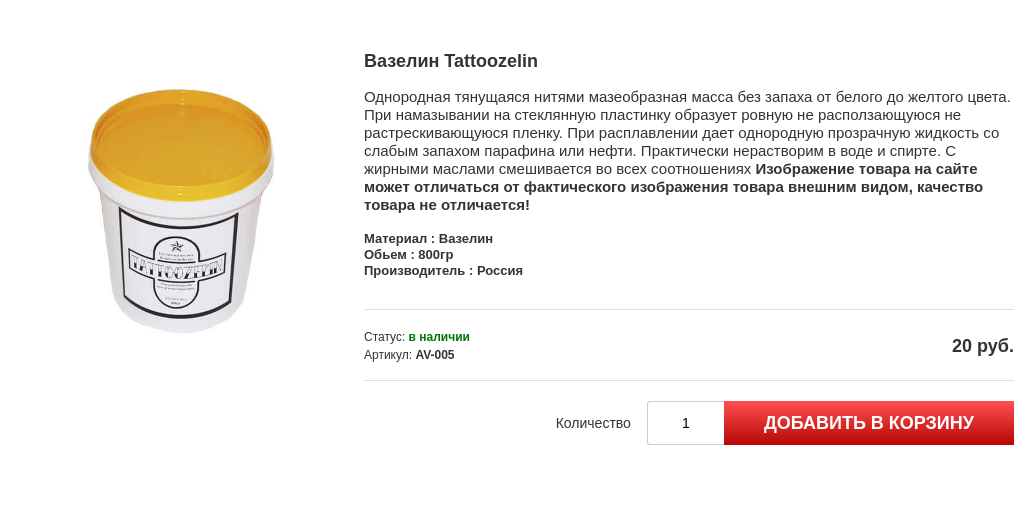 Вазелин Tattoozelin
Однородная тянущаяся нитями мазеобразная масса без запаха от белого до желтого цвета.
При намазывании на стеклянную пластинку образует ровную не расползающуюся не
растрескивающуюся пленку. При расплавлении дает однородную прозрачную жидкость со
слабым запахом парафина или нефти. Практически нерастворим в воде и спирте. С
жирными маслами смешивается во всех соотношениях Изображение товара на сайте
может отличаться от фактического изображения товара внешним видом, качество
товара не отличается!
Материал : Вазелин
Обьем : 800гр
Производитель : Россия
TATTOOZELIN
Статус: в наличии
Артикул: AV-005
20 руб.
Количество
1
ДОБАВИТЬ В КОРЗИНУ